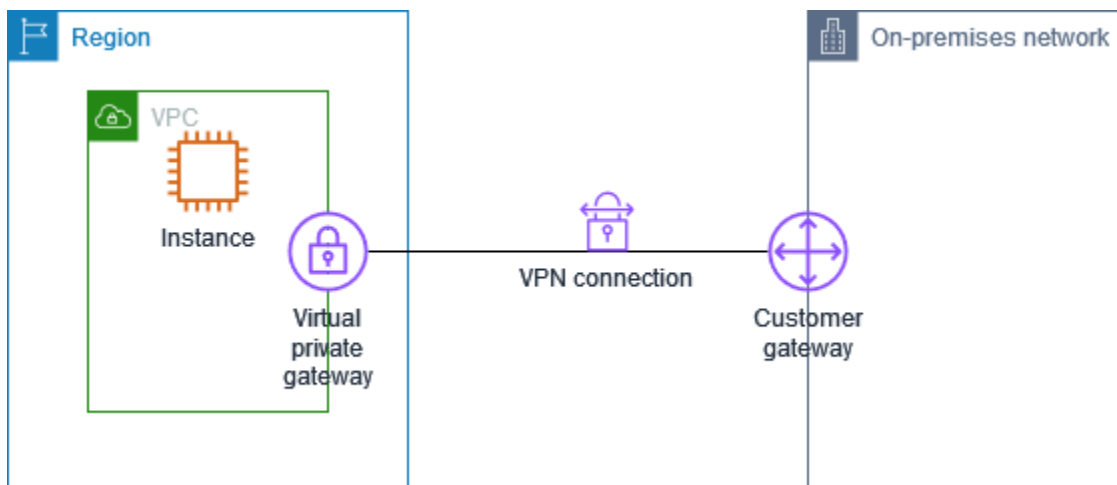 Region
On-premises network
VPC
Instance
VPN connection
Virtual
private
gateway
Customer
gateway